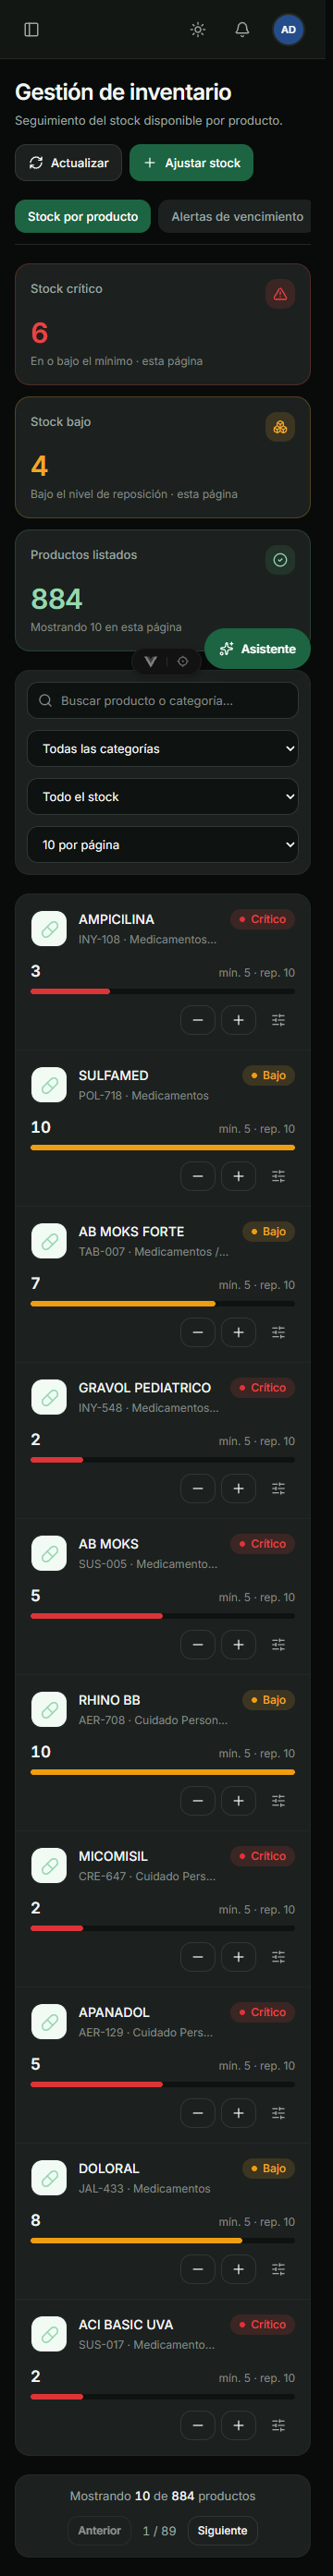 AD
Gestión de inventario
Seguimiento del stock disponible por producto.
Actualizar
Ajustar stock
Stock por producto
Alertas de vencimiento
Stock crítico
6
En o bajo el mínimo · esta página
Stock bajo
4
Bajo el nivel de reposición · esta página
Productos listados
884
Mostrando 10 en esta página
Asistente
Buscar producto o categoría...
Todas las categorías
Todo el stock
10 por página
AMPICILINA
Crítico
INY-108 · Medicamentos...
3
mín. 5 · rep. 10
SULFAMED
Bajo
POL-718 · Medicamentos
10
mín. 5 · rep. 10
AB MOKS FORTE
Bajo
TAB-007 · Medicamentos /...
7
mín. 5 · rep. 10
GRAVOL PEDIATRICO
Crítico
INY-548 · Medicamentos...
2
mín. 5 · rep. 10
AB MOKS
Crítico
SUS-005 · Medicamento...
5
mín. 5 · rep. 10
RHINO BB
Bajo
AER-708 · Cuidado Person...
10
mín. 5 · rep. 10
MICOMISIL
Crítico
CRE-647 · Cuidado Pers...
2
mín. 5 · rep. 10
APANADOL
Crítico
AER-129 · Cuidado Pers...
5
mín. 5 · rep. 10
DOLORAL
Bajo
JAL-433 · Medicamentos
8
mín. 5 · rep. 10
ACI BASIC UVA
Crítico
SUS-017 · Medicamento...
2
mín. 5 · rep. 10
Mostrando 10 de 884 productos
Anterior
1 / 89
Siguiente